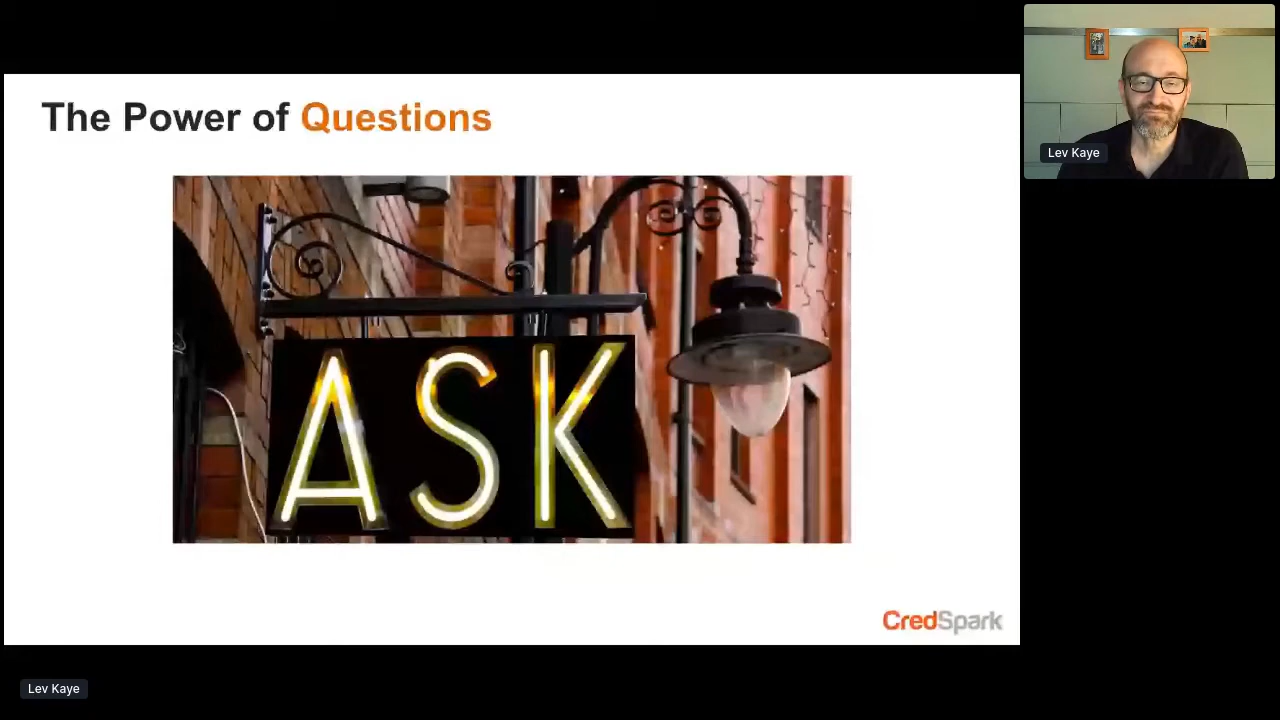 The Power of Questions
ASK
CredSpark
Lev Kaye
Lev Kaye